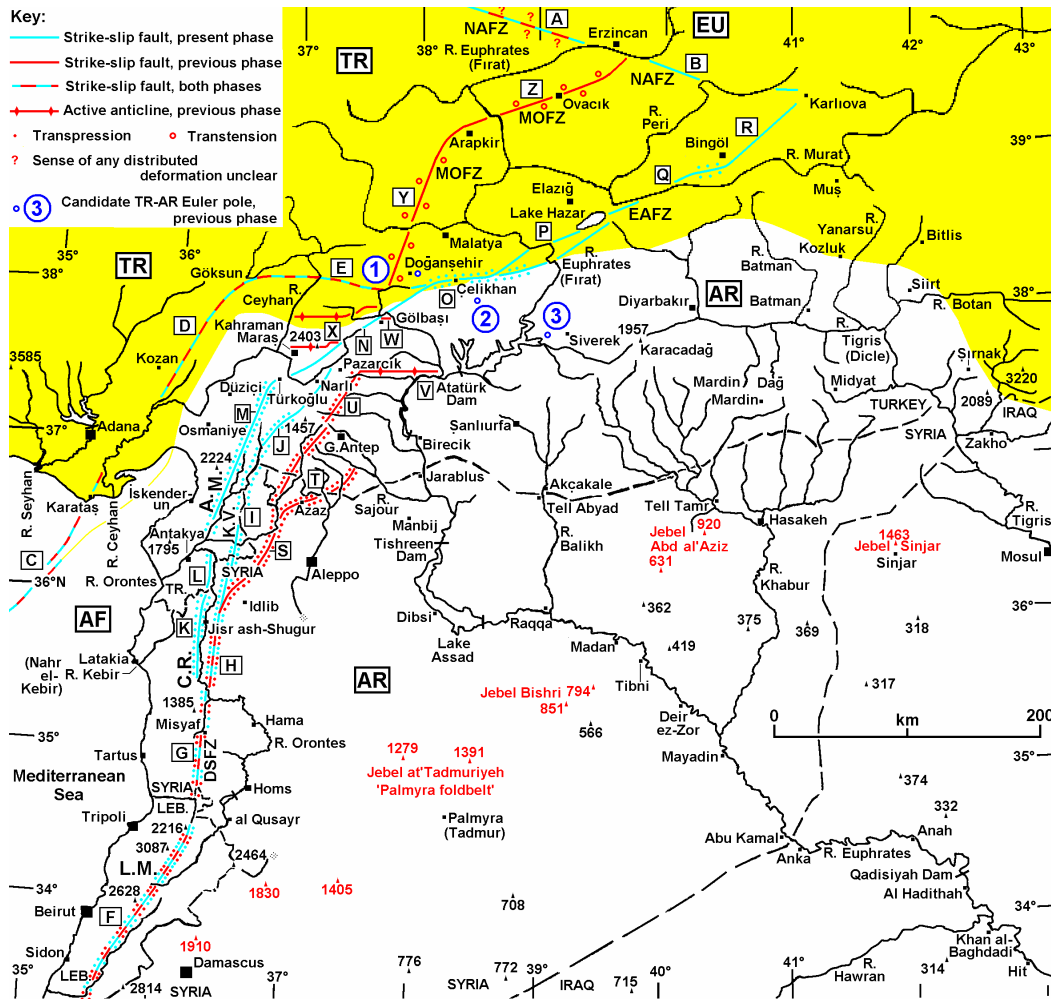 Key:
Strike-slip fault, present phase
Strike-slip fault, previous phase
Strike-slip fault, both phases
Active anticline, previous phase
Transpression
Transtension
? Sense of any distributed
deformation unclear
3 Candidate TR-AR Euler pole,
previous phase
37°
38°
41°
42°
43°
NAFZ
A
? ?
? ?
Erzincan
EU
TR
R. Euphrates
(Fırat)
B
NAFZ
Z
Ovacık
MOFZ
Karlıova
R.
Peri
R
Arapkir
Bingöl
39°
R. Murat
MOFZ
Q
Muş
Elazığ
Y
Lake Hazar
EAFZ
R.
Yanarsu
P
Malatya
Kozluk
Bitlis
35°
36°
TR
E
1
Doğanşehir
R.
Euphrates
(Fırat)
R.
Batman
38°
Göksun
R.
Ceyhan
O
Çelikhan
AR
Siirt
38°
2
Diyarbakır
Batman
R. Botan
D
Kahraman
Maraş
2403
X
Gölbaşı
3
Siverek
1957
R.
Tigris
(Dicle)
N
W
Karacadağ
Şırnak
3585
Kozan
Pazarcik
Düziçi
Narlı
V
Atatürk
Dam
Mardin
Dağ
Mardin
Midyat
3220
M
Türkoğlu
U
TURKEY
2089
IRAQ
37°
Adana
Osmaniye
1457
J
G.Antep
Şanlıurfa
SYRIA
37°
Birecik
Zakho
2224
T
Jarablus
Akçakale
R. Seyhan
İskender-
un
A.M.
K.V.
I
Azaz
R.
Sajour
Tell Abyad
Tell Tamr
R.
Tigris
Karataş
R. Ceyhan
Antakya
1795
Manbij
Jebel
Abd al'Aziz
920
Hasakeh
1463
Jebel Sinjar
Sinjar
Mosul
C
S
Tishreen
Dam
R.
Balikh
36°N
R. Orontes
L
SYRIA
Aleppo
631
R.
Khabur
TR.
Idlib
36°
AF
K
Jisr ash-Shugur
Dibsi
362
375
369
318
Raqqa
Latakia
Lake
Assad
Madan
419
(Nahr
el-
Kebir)
R. Kebir
C.R.
H
AR
Tibni
317
1385
Jebel Bishri 794
851
Deir
ez-Zor
0
km
200
Misyaf
Hama
566
35°
R. Orontes
Tartus
G
DSFZ
1279
1391
Mayadin
35°
Mediterranean
Sea
Jebel at'Tadmuriyeh
'Palmyra foldbelt'
374
SYRIA
Homs
LEB.
332
Tripoli
2216
al Qusayr
Palmyra
(Tadmur)
Abu Kamal
Anah
3087
Anka
R. Euphrates
L.M.
2464
Qadisiyah Dam
34°
2628
1830
1405
Al Hadithah
Beirut
F
708
34°
1910
Khan al-
Baghdadi
Sidon
Damascus
776
772
R.
Hawran
314
Hit
35°
LEB
2814
SYRIA
37°
SYRIA
39°
IRAQ
715
40°
41°